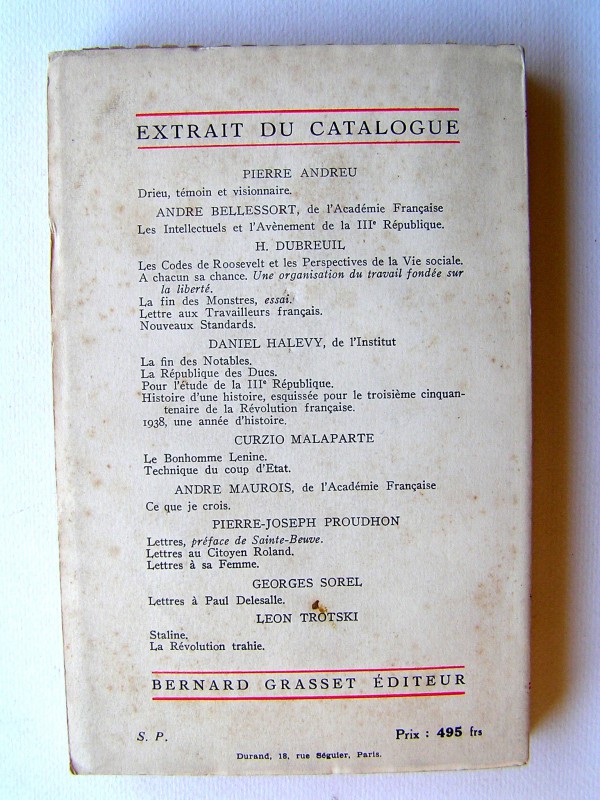 EXTRAIT DU CATALOGUE
PIERRE ANDREU
Drieu, témoin et visionnaire.
ANDRE BELLESSORT, de l'Académie Française
Les Intellectuels et l'Avènement de la IIIe République.
H. DUBREUIL
Les Codes de Roosevelt et les Perspectives de la Vie sociale.
A chacun sa chance. Une organisation du travail fondée sur
la liberté.
La fin des Monstres, essai.
Lettre aux Travailleurs français.
Nouveaux Standards.
DANIEL HALEVY, de l'Institut
La fin des Notables.
La République des Ducs.
Pour l'étude de la IIIe République.
Histoire d'une histoire, esquissée pour le troisième cinquan-
tenaire de la Révolution française.
1938, une année d'histoire.
CURZIO MALAPARTE
Le Bonhomme Lenine.
Technique du coup d'Etat.
ANDRE MAUROIS, de l'Académie Française
Ce que je crois.
PIERRE-JOSEPH PROUDHON
Lettres, préface de Sainte-Beuve.
Lettres au Citoyen Roland.
Lettres à sa Femme.
GEORGES SOREL
Lettres à Paul Delesalle.
LEON TROTSKI
Staline.
La Révolution trahie.
BERNARD GRASSET ÉDITEUR
S. P.
Prix : 495 frs
Durand, 18, rue Séguier, Paris.